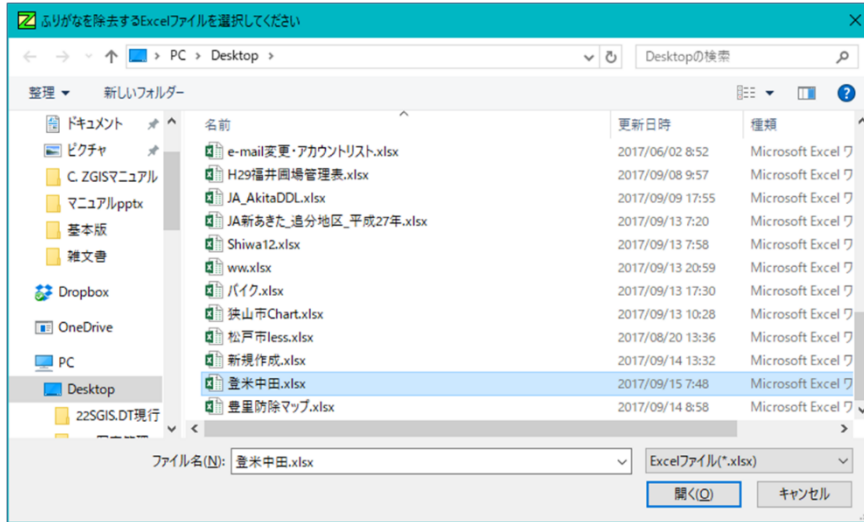 ふりがなを除去するExcelファイルを選択してください
PC › Desktop ›
Desktopの検索
整理 新しいフォルダー
ドキュメント
ピクチャ
C. ZGISマニュアル
マニュアルpptx
基本版
雑文書
Dropbox
OneDrive
PC
Desktop
22SGIS.DT現行
名前 更新日時 種類
e-mail変更・アカウントリスト.xlsx 2017/06/02 8:52 Microsoft Excel ワ
H29福井圃場管理表.xlsx 2017/09/08 9:57 Microsoft Excel ワ
JA_AkitaDDL.xlsx 2017/09/09 17:55 Microsoft Excel ワ
JA新あきた_追分地区_平成27年.xlsx 2017/09/13 7:20 Microsoft Excel ワ
Shiwa12.xlsx 2017/09/13 7:58 Microsoft Excel ワ
ww.xlsx 2017/09/13 20:59 Microsoft Excel ワ
バイク.xlsx 2017/09/13 17:30 Microsoft Excel ワ
狭山市Chart.xlsx 2017/09/13 10:28 Microsoft Excel ワ
松戸市less.xlsx 2017/08/20 13:36 Microsoft Excel ワ
新規作成.xlsx 2017/09/14 13:32 Microsoft Excel ワ
登米中田.xlsx 2017/09/15 7:48 Microsoft Excel ワ
豊里防除マップ.xlsx 2017/09/14 8:58 Microsoft Excel ワ
ファイル名(N): 登米中田.xlsx Excelファイル(*.xlsx)
開く(O) キャンセル